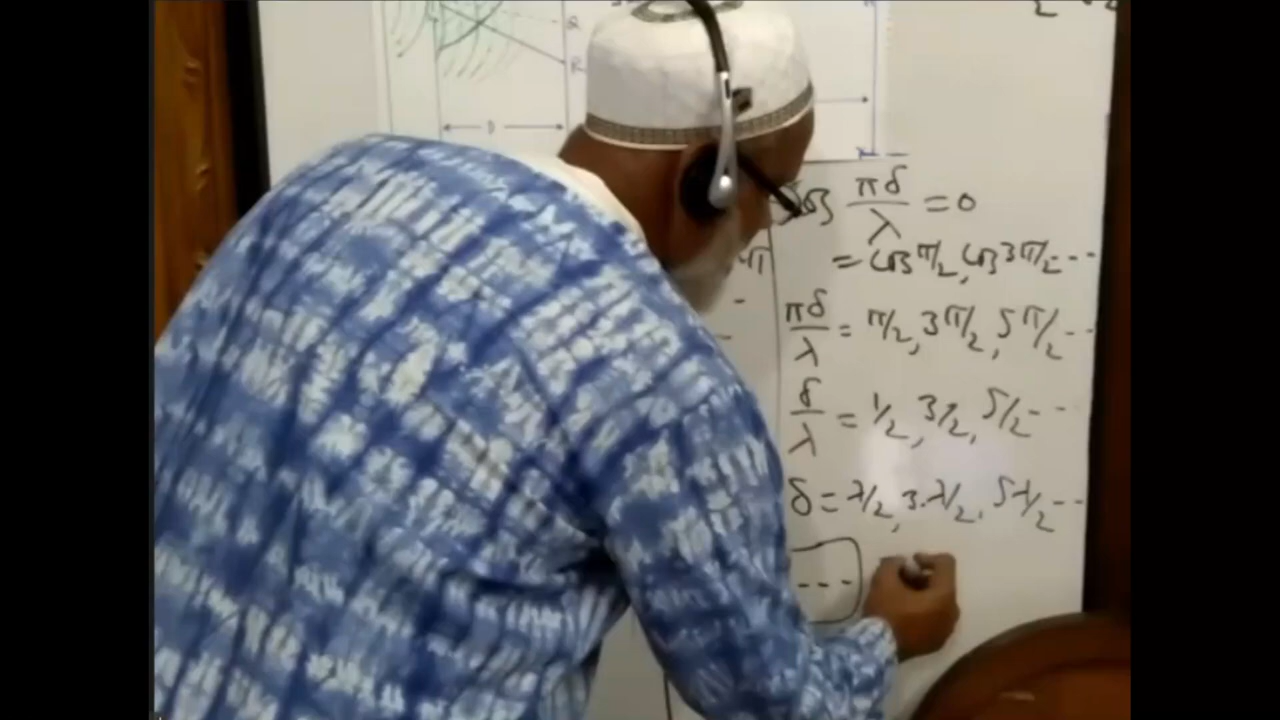 R
D
cos πδ/λ = 0
= cos π/2, cos 3π/2 ---
π
πδ/λ = π/2, 3π/2, 5π/2 ---
δ/λ = 1/2, 3/2, 5/2 ---
δ = λ/2, 3·λ/2, 5λ/2 ---
---